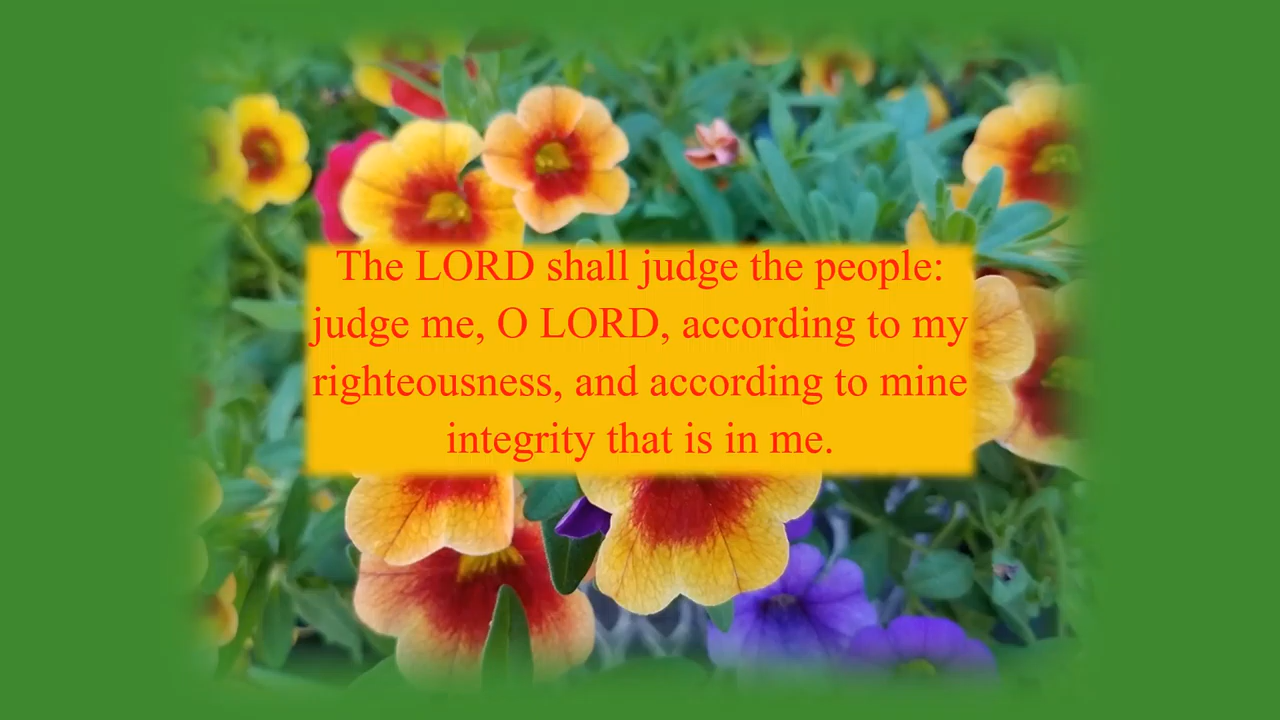 The LORD shall judge the people:
judge me, O LORD, according to my
righteousness, and according to mine
integrity that is in me.